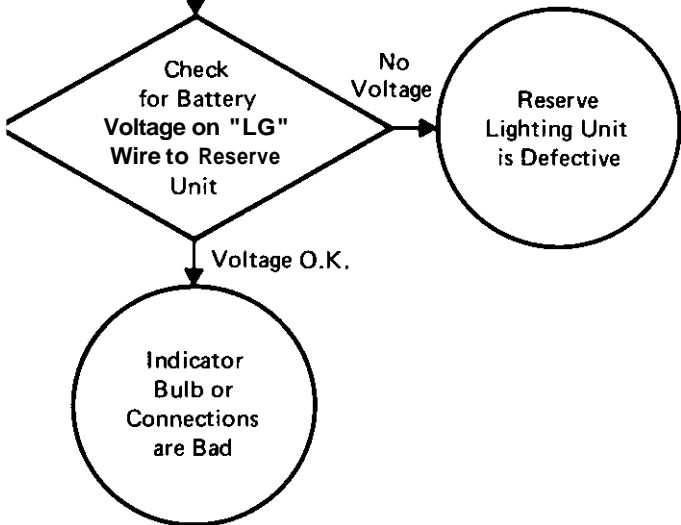 Check
for Battery
Voltage on "LG"
Wire to Reserve
Unit
No
Voltage
Reserve
Lighting Unit
is Defective
Voltage O.K.
Indicator
Bulb or
Connections
are Bad